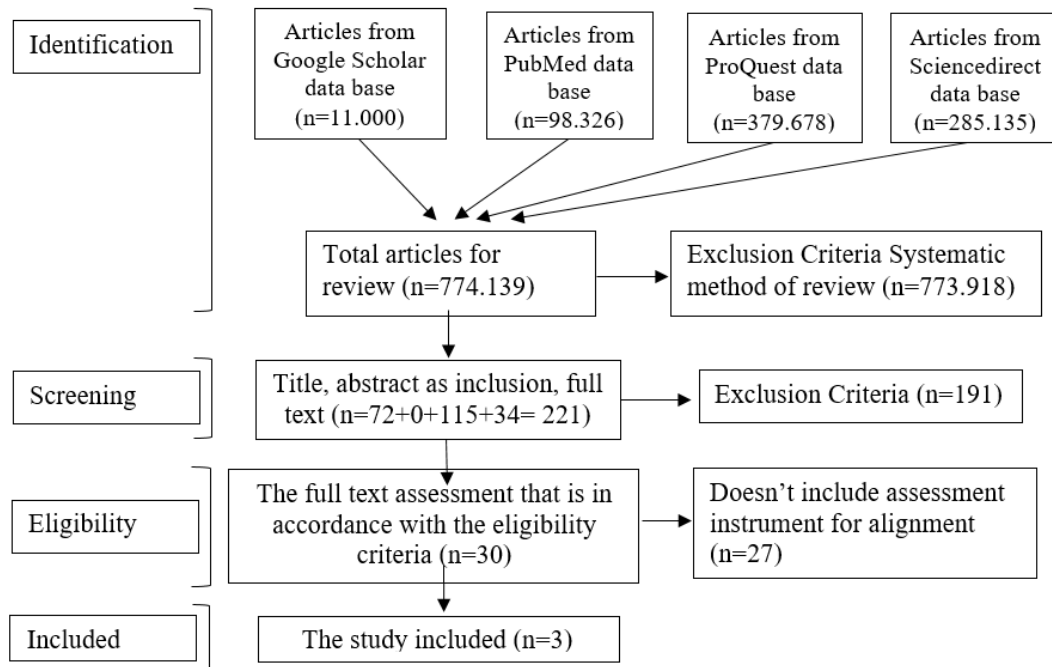 Identification
Articles from
Google Scholar
data base
(n=11.000)
Articles from
PubMed data
base
(n=98.326)
Articles from
ProQuest data
base
(n=379.678)
Articles from
Sciencedirect
data base
(n=285.135)
Total articles for
review (n=774.139)
Exclusion Criteria Systematic
method of review (n=773.918)
Screening
Title, abstract as inclusion, full
text (n=72+0+115+34= 221)
Exclusion Criteria (n=191)
Eligibility
The full text assessment that is in
accordance with the eligibility
criteria (n=30)
Doesn’t include assessment
instrument for alignment
(n=27)
Included
The study included (n=3)